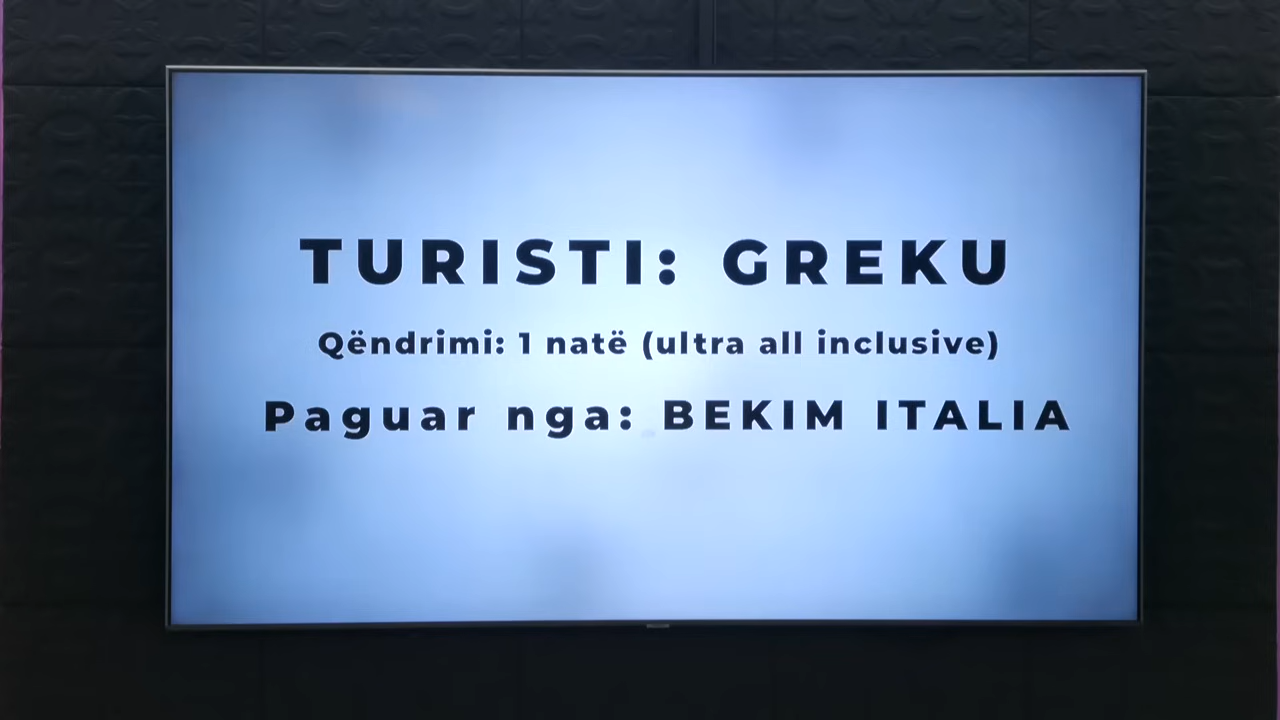 TURISTI: GREKU
Qëndrimi: 1 natë (ultra all inclusive)
Paguar nga: BEKIM ITALIA